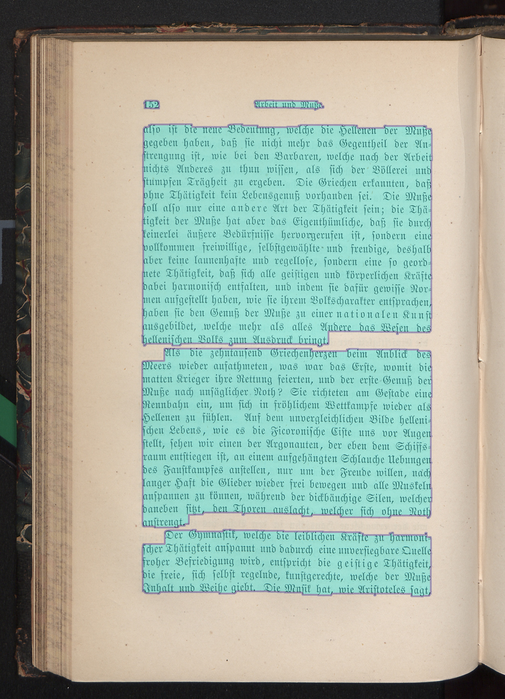 152
Arbeit und Muße.
also ist die neue Bedeutung, welche die Hellenen der Muße
gegeben haben, daß sie nicht mehr das Gegentheil der An-
strengung ist, wie bei den Barbaren, welche nach der Arbeit
nichts Anderes zu thun wissen, als sich der Völlerei und
stumpfen Trägheit zu ergeben. Die Griechen erkannten, daß
ohne Thätigkeit kein Lebensgenuß vorhanden sei. Die Muße
soll also nur eine andere Art der Thätigkeit sein; die Thä-
tigkeit der Muße hat aber das Eigenthümliche, daß sie durch
keinerlei äußere Bedürfnisse hervorgerufen ist, sondern eine
vollkommen freiwillige, selbstgewählte und freudige, deshalb
aber keine launenhafte und regellose, sondern eine so geord-
nete Thätigkeit, daß sich alle geistigen und körperlichen Kräfte
dabei harmonisch entfalten, und indem sie dafür gewisse Nor-
men aufgestellt haben, wie sie ihrem Volkscharakter entsprachen,
haben sie den Genuß der Muße zu einer nationalen Kunst
ausgebildet, welche mehr als alles Andere das Wesen des
hellenischen Volks zum Ausdruck bringt.
Als die zehntausend Griechenherzen beim Anblick des
Meers wieder aufathmeten, was war das Erste, womit die
matten Krieger ihre Rettung feierten, und der erste Genuß der
Muße nach unsäglicher Noth? Sie richteten am Gestade eine
Rennbahn ein, um sich in fröhlichem Wettkampfe wieder als
Hellenen zu fühlen. Auf dem unvergleichlichen Bilde helleni-
schen Lebens, wie es die Ficoronische Ciste uns vor Augen
stellt, sehen wir einen der Argonauten, der eben dem Schiffs-
raum entstiegen ist, an einem aufgehängten Schlauche Uebungen
des Faustkampfes anstellen, nur um der Freude willen, nach
langer Haft die Glieder wieder frei bewegen und alle Muskeln
anspannen zu können, während der dickbäuchige Silen, welcher
daneben sitzt, den Thoren auslacht, welcher sich ohne Noth
anstrengt.
Der Gymnastik, welche die leiblichen Kräfte zu harmoni-
scher Thätigkeit anspannt und dadurch eine unversiegbare Quelle
froher Befriedigung wird, entspricht die geistige Thätigkeit,
die freie, sich selbst regelnde, kunstgerechte, welche der Muße
Inhalt und Weihe giebt. Die Musik hat, wie Aristoteles sagt,